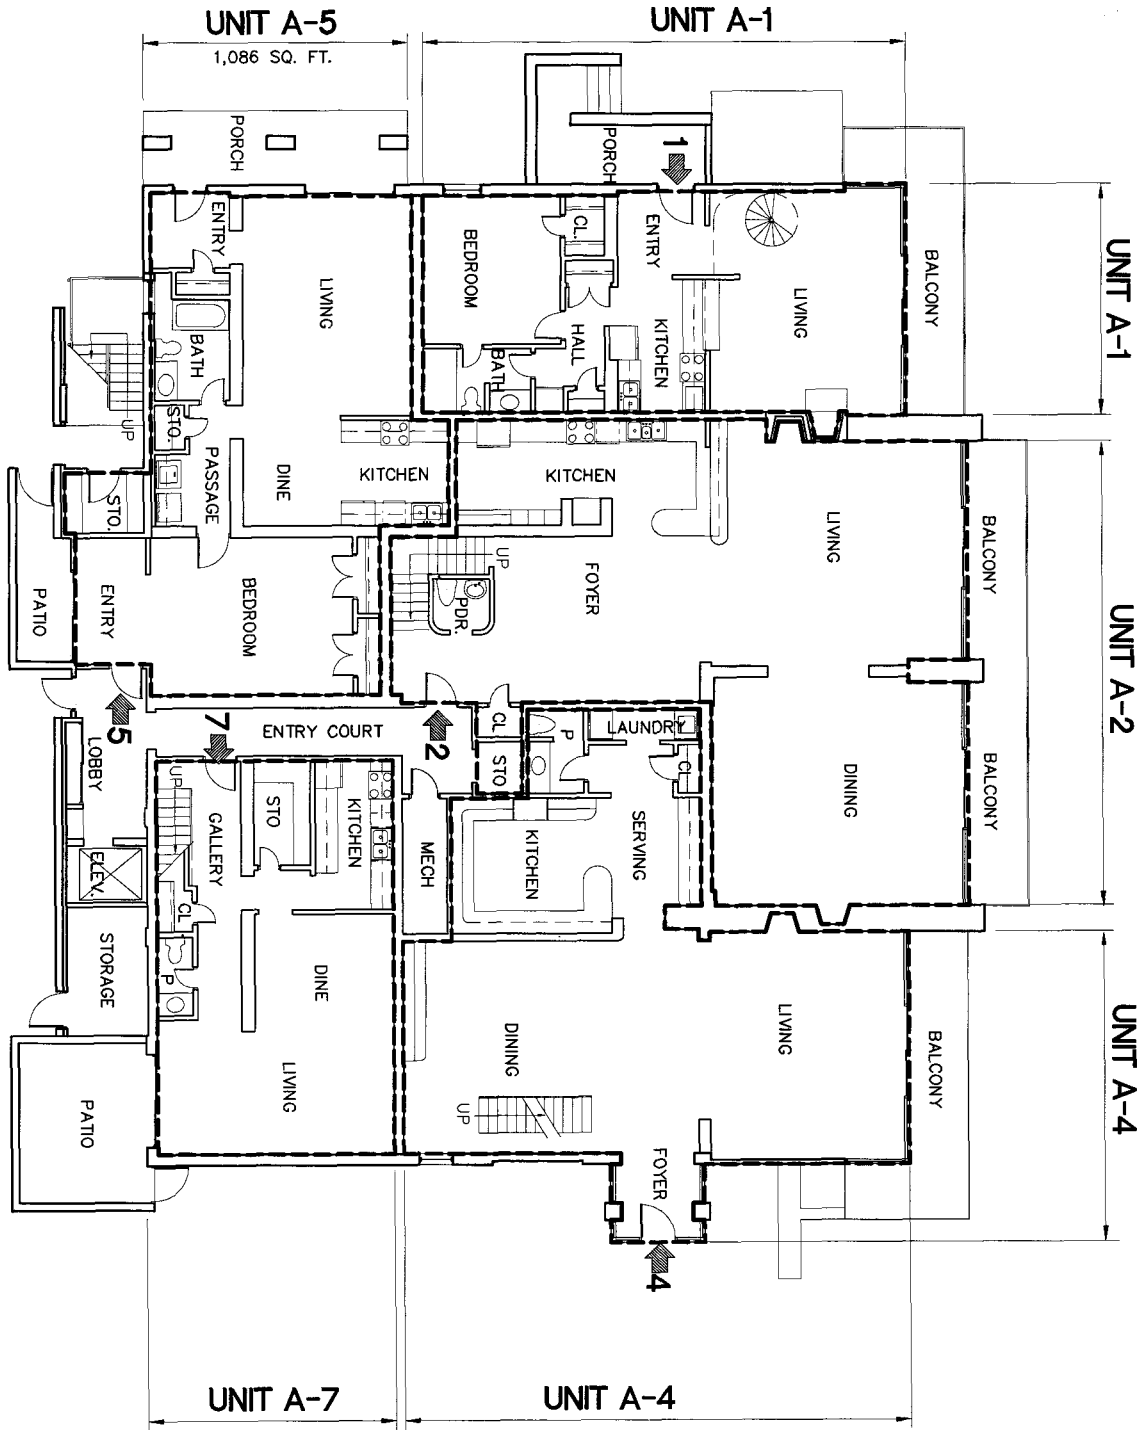 UNIT A-5
UNIT A-1
1,086 SQ. FT.
PORCH
PORCH
1
ENTRY
CL.
ENTRY
BEDROOM
LIVING
LIVING
BALCONY
UNIT A-1
HALL
KITCHEN
BATH
BATH
UP
STO.
PASSAGE
DINE
KITCHEN
KITCHEN
LIVING
BALCONY
STO.
UP
FOYER
PDR.
PATIO
ENTRY
BEDROOM
UNIT A-2
5
7
ENTRY COURT
2
CL
P
LAUNDRY
LOBBY
STO
CL
UP
STO
KITCHEN
DINING
BALCONY
GALLERY
MECH
KITCHEN
SERVING
ELEV.
CL
STORAGE
P
DINE
DINING
LIVING
BALCONY
UNIT A-4
PATIO
LIVING
UP
FOYER
4
UNIT A-7
UNIT A-4